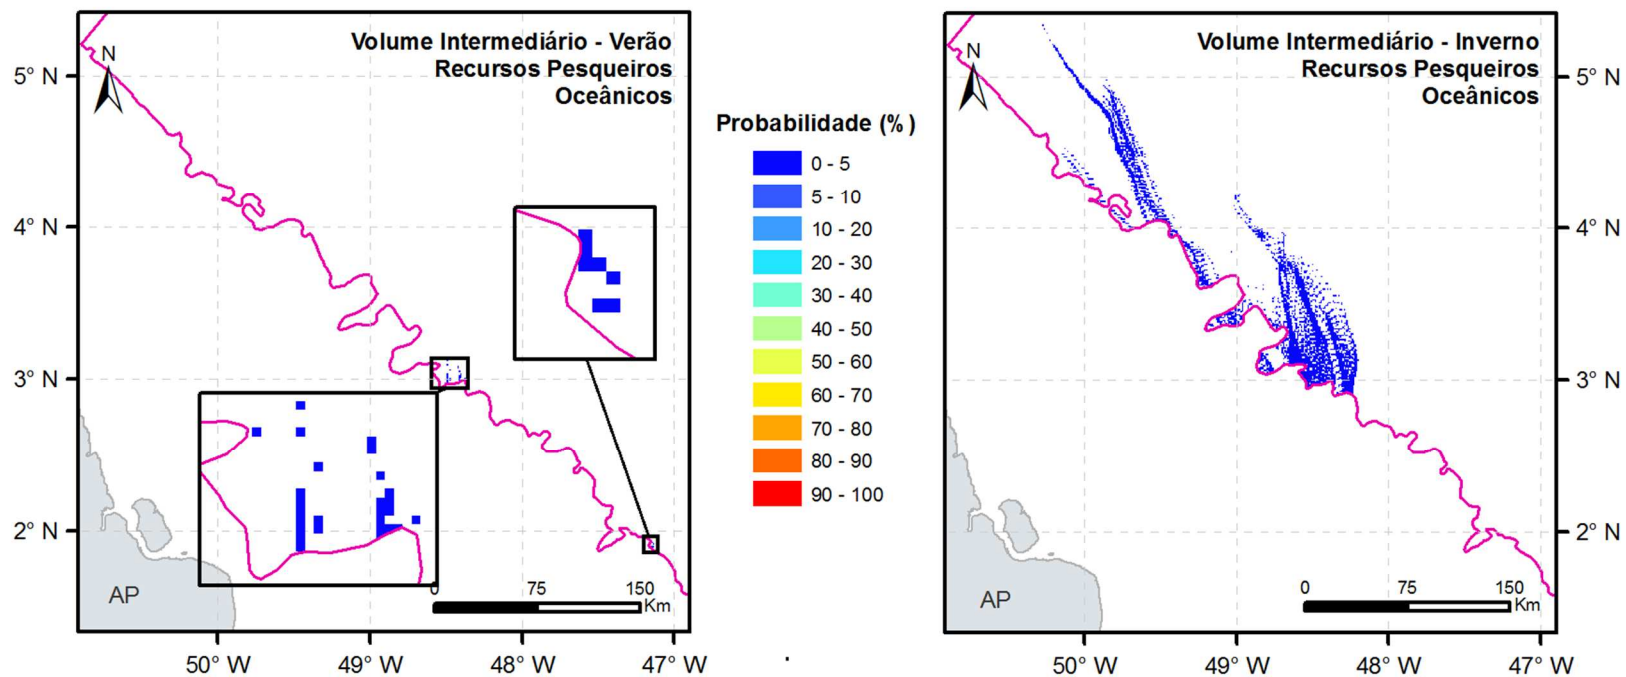 Volume Intermediário - Verão
Recursos Pesqueiros
Oceânicos
N
5° N
4° N
3° N
2° N
AP
0 75 150
Km
50° W 49° W 48° W 47° W
Probabilidade (%)
0 - 5
5 - 10
10 - 20
20 - 30
30 - 40
40 - 50
50 - 60
60 - 70
70 - 80
80 - 90
90 - 100
Volume Intermediário - Inverno
Recursos Pesqueiros
Oceânicos
N
5° N
4° N
3° N
2° N
AP
0 75 150
Km
50° W 49° W 48° W 47° W